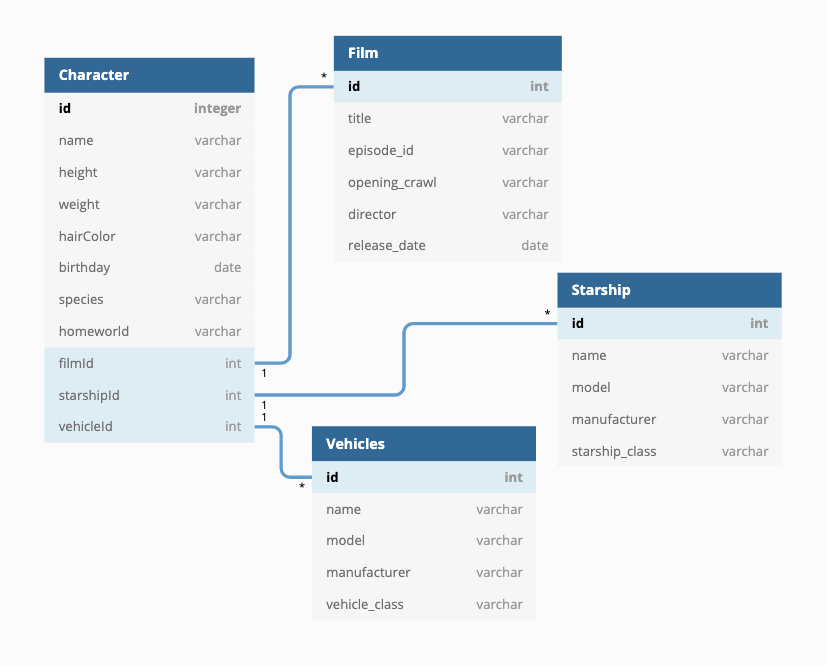 Character
id integer
name varchar
height varchar
weight varchar
hairColor varchar
birthday date
species varchar
homeworld varchar
filmId int
starshipId int
vehicleId int
1
1
1
*
Film
id int
title varchar
episode_id varchar
opening_crawl varchar
director varchar
release_date date
*
Starship
id int
name varchar
model varchar
manufacturer varchar
starship_class varchar
*
Vehicles
id int
name varchar
model varchar
manufacturer varchar
vehicle_class varchar